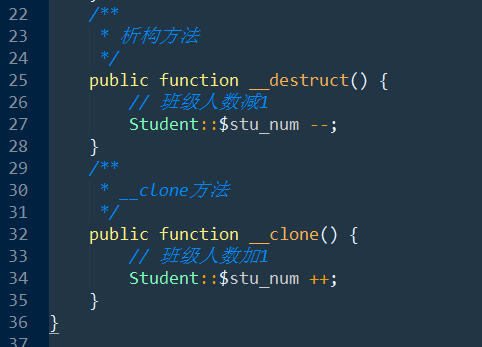 22     /**
23      * 析构方法
24      */
25     public function __destruct() {
26         // 班级人数减1
27         Student::$stu_num --;
28     }
29     /**
30      * __clone方法
31      */
32     public function __clone() {
33         // 班级人数加1
34         Student::$stu_num ++;
35     }
36 }
37